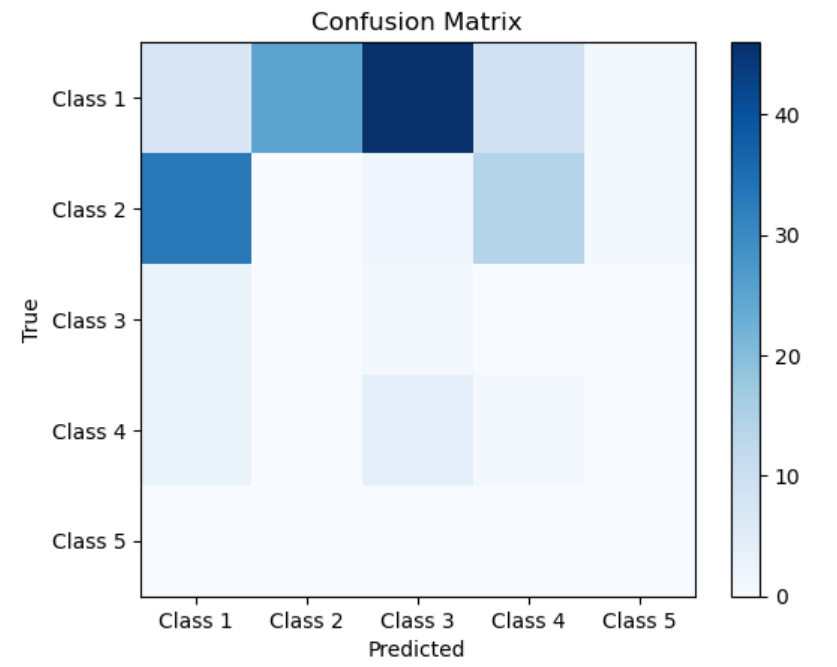 Confusion Matrix
Class 1
Class 2
Class 3
Class 4
Class 5
True
Class 1 Class 2 Class 3 Class 4 Class 5
Predicted
40
30
20
10
0